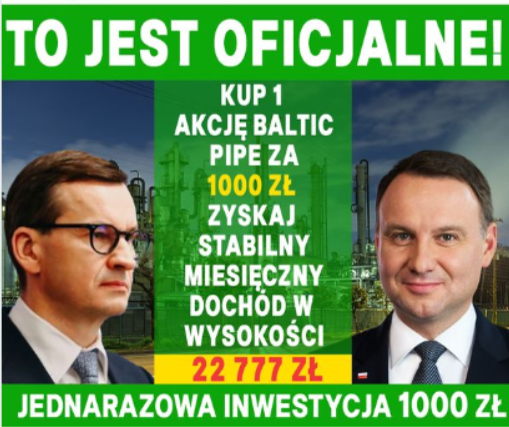 TO JEST OFICJALNE!
KUP 1
AKCJĘ BALTIC
PIPE ZA
1000 ZŁ
ZYSKAJ
STABILNY
MIESIĘCZNY
DOCHÓD W
WYSOKOŚCI
22 777 ZŁ
JEDNARAZOWA INWESTYCJA 1000 ZŁ